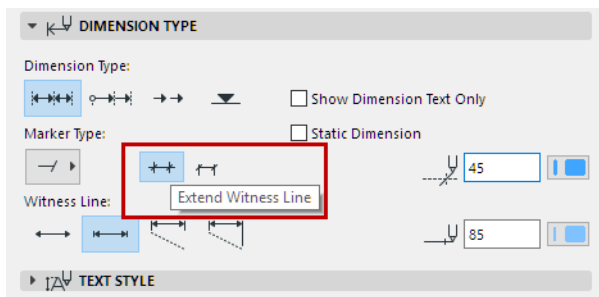 DIMENSION TYPE
Dimension Type:
Show Dimension Text Only
Marker Type:
Static Dimension
45
Extend Witness Line
Witness Line:
85
TEXT STYLE